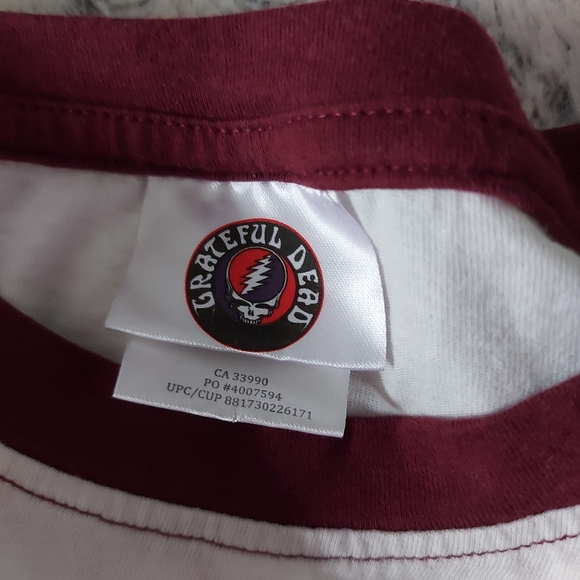 GRATEFUL DEAD
CA 33990
PO #4007594
UPC/CUP 881730226171